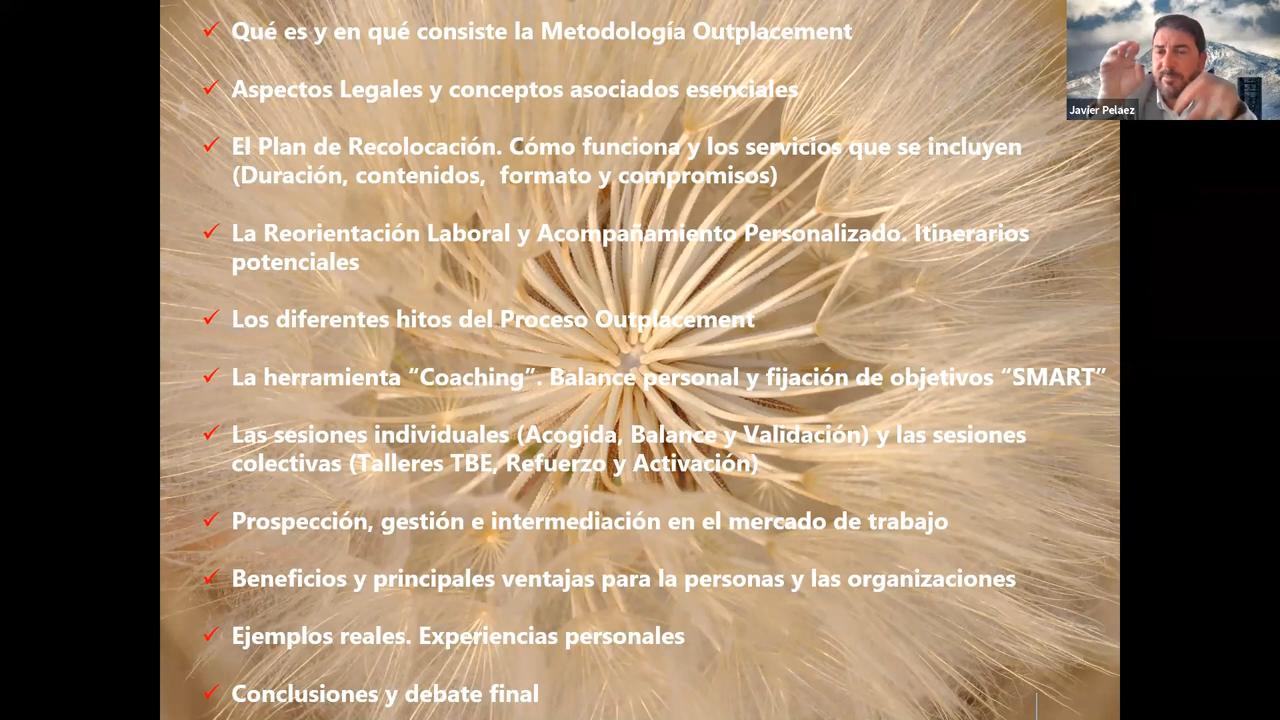 ✓ Qué es y en qué consiste la Metodología Outplacement
✓ Aspectos Legales y conceptos asociados esenciales
✓ El Plan de Recolocación. Cómo funciona y los servicios que se incluyen
(Duración, contenidos, formato y compromisos)
✓ La Reorientación Laboral y Acompañamiento Personalizado. Itinerarios
potenciales
✓ Los diferentes hitos del Proceso Outplacement
✓ La herramienta “Coaching”. Balance personal y fijación de objetivos “SMART”
✓ Las sesiones individuales (Acogida, Balance y Validación) y las sesiones
colectivas (Talleres TBE, Refuerzo y Activación)
✓ Prospección, gestión e intermediación en el mercado de trabajo
✓ Beneficios y principales ventajas para la personas y las organizaciones
✓ Ejemplos reales. Experiencias personales
✓ Conclusiones y debate final
Javier Pelaez